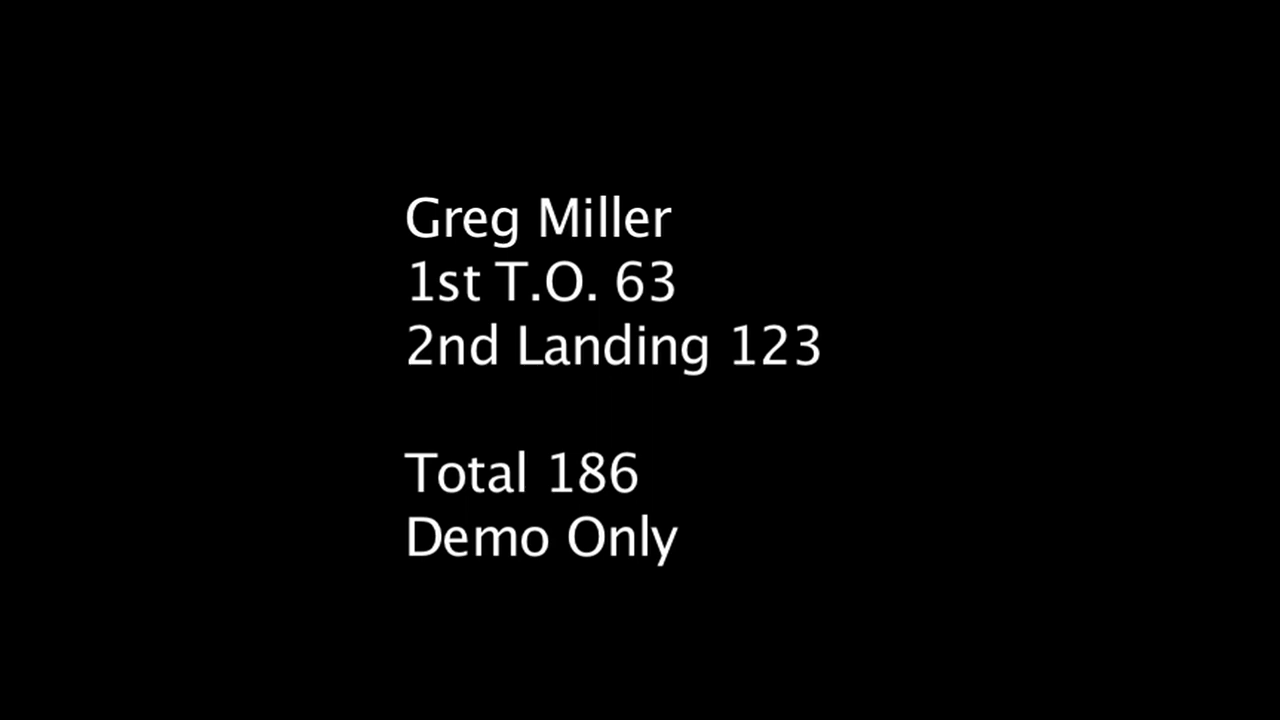 Greg Miller
1st T.O. 63
2nd Landing 123
Total 186
Demo Only